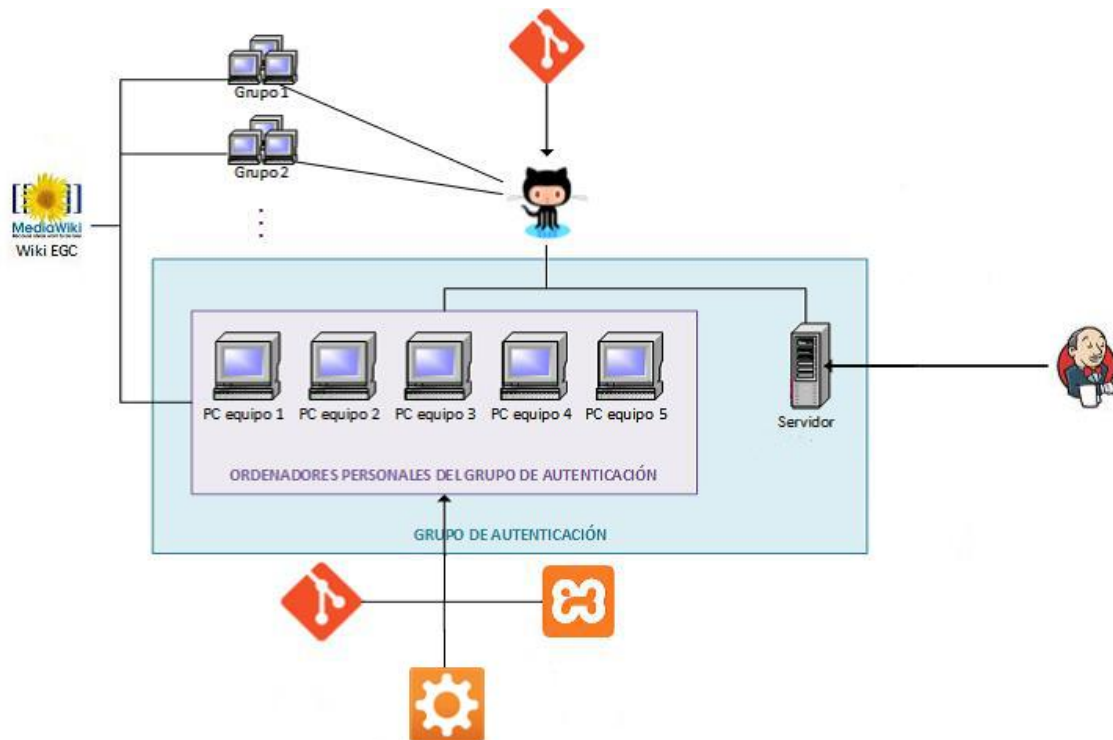 Grupo 1
Grupo 2
MediaWiki
Wiki EGC
PC equipo 1
PC equipo 2
PC equipo 3
PC equipo 4
PC equipo 5
Servidor
ORDENADORES PERSONALES DEL GRUPO DE AUTENTICACIÓN
GRUPO DE AUTENTICACIÓN